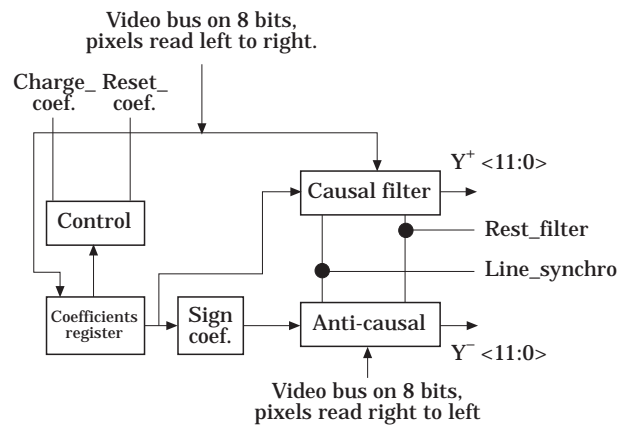 Video bus on 8 bits,
pixels read left to right.
Charge_ Reset_
coef. coef.
Y+ <11:0>
Causal filter
Control
Rest_filter
Line_synchro
Coefficients
register
Sign
coef.
Anti-causal
Y− <11:0>
Video bus on 8 bits,
pixels read right to left